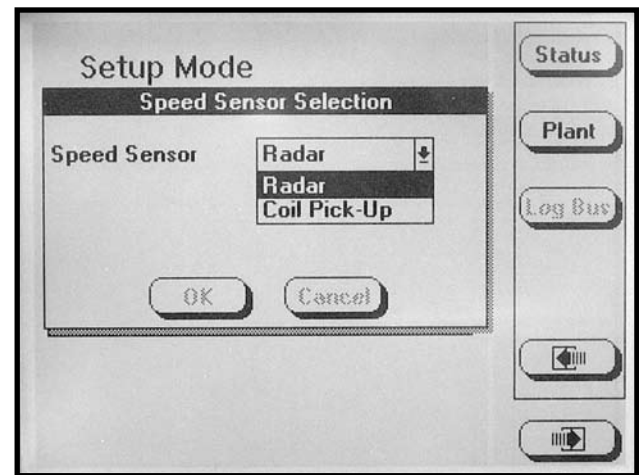 Setup Mode
Speed Sensor Selection
Speed Sensor
Radar
Radar
Coil Pick-Up
OK
Cancel
Status
Plant
Log Bus